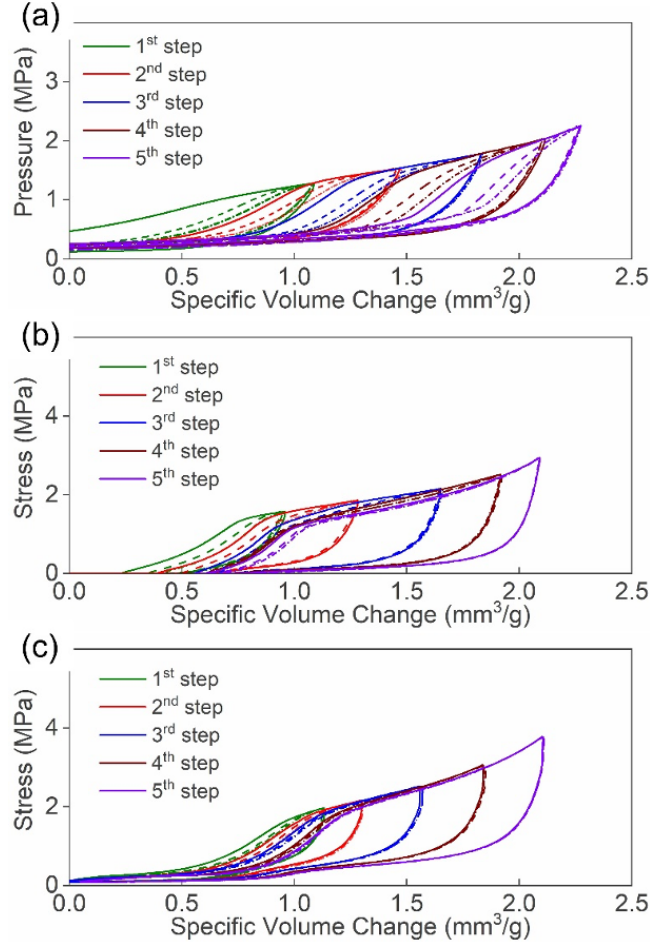 (a)
Pressure (MPa)
3
2
1
0
1st step
2nd step
3rd step
4th step
5th step
0.0 0.5 1.0 1.5 2.0 2.5
Specific Volume Change (mm³/g)
(b)
Stress (MPa)
4
2
0
1st step
2nd step
3rd step
4th step
5th step
0.0 0.5 1.0 1.5 2.0 2.5
Specific Volume Change (mm³/g)
(c)
Stress (MPa)
4
2
0
1st step
2nd step
3rd step
4th step
5th step
0.0 0.5 1.0 1.5 2.0 2.5
Specific Volume Change (mm³/g)